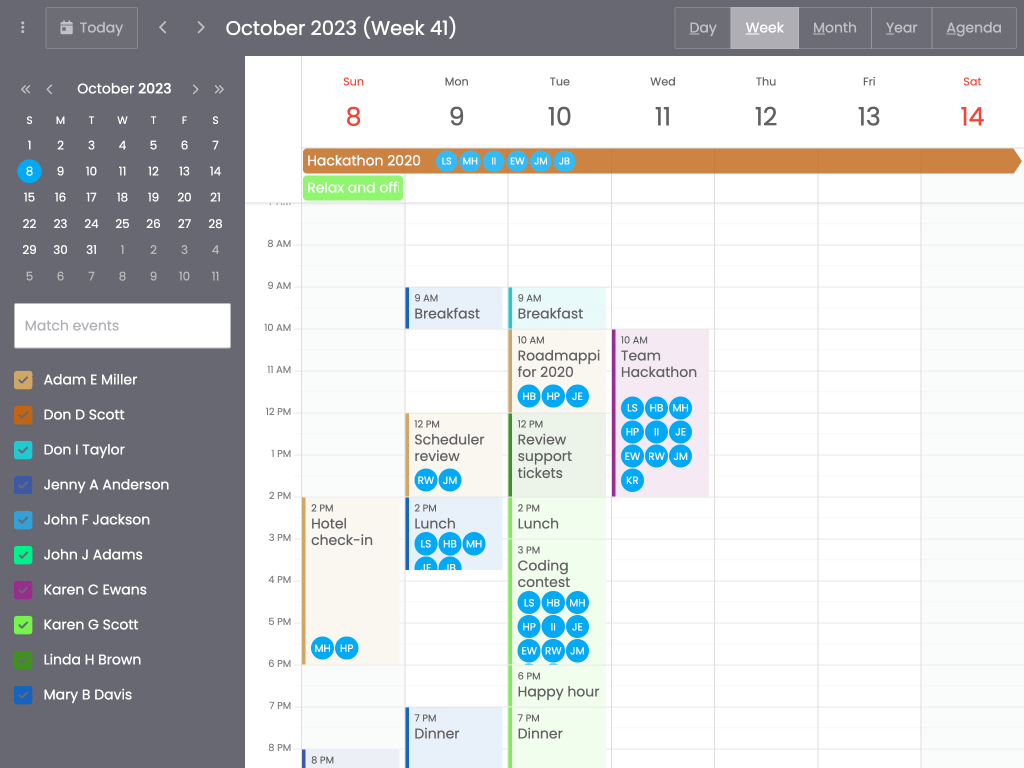 Today
October 2023 (Week 41)
Day Week Month Year Agenda
October 2023
S M T W T F S
1 2 3 4 5 6 7
8 9 10 11 12 13 14
15 16 17 18 19 20 21
22 23 24 25 26 27 28
29 30 31 1 2 3 4
5 6 7 8 9 10 11
Match events
Adam E Miller
Don D Scott
Don I Taylor
Jenny A Anderson
John F Jackson
John J Adams
Karen C Ewans
Karen G Scott
Linda H Brown
Mary B Davis
Sun Mon Tue Wed Thu Fri Sat
8 9 10 11 12 13 14
Hackathon 2020 LS MH II EW JM JB
Relax and offi
8 AM
9 AM
10 AM
11 AM
12 PM
1 PM
2 PM
3 PM
4 PM
5 PM
6 PM
7 PM
8 PM
2 PM
Hotel
check-in
MH HP
8 PM
9 AM
Breakfast
12 PM
Scheduler
review
RW JM
2 PM
Lunch
LS HB MH
JE JB
7 PM
Dinner
9 AM
Breakfast
10 AM
Roadmappi
for 2020
HB HP JE
12 PM
Review
support
tickets
2 PM
Lunch
3 PM
Coding
contest
LS HB MH
HP II JE
EW RW JM
6 PM
Happy hour
7 PM
Dinner
10 AM
Team
Hackathon
LS HB MH
HP II JE
EW RW JM
KR